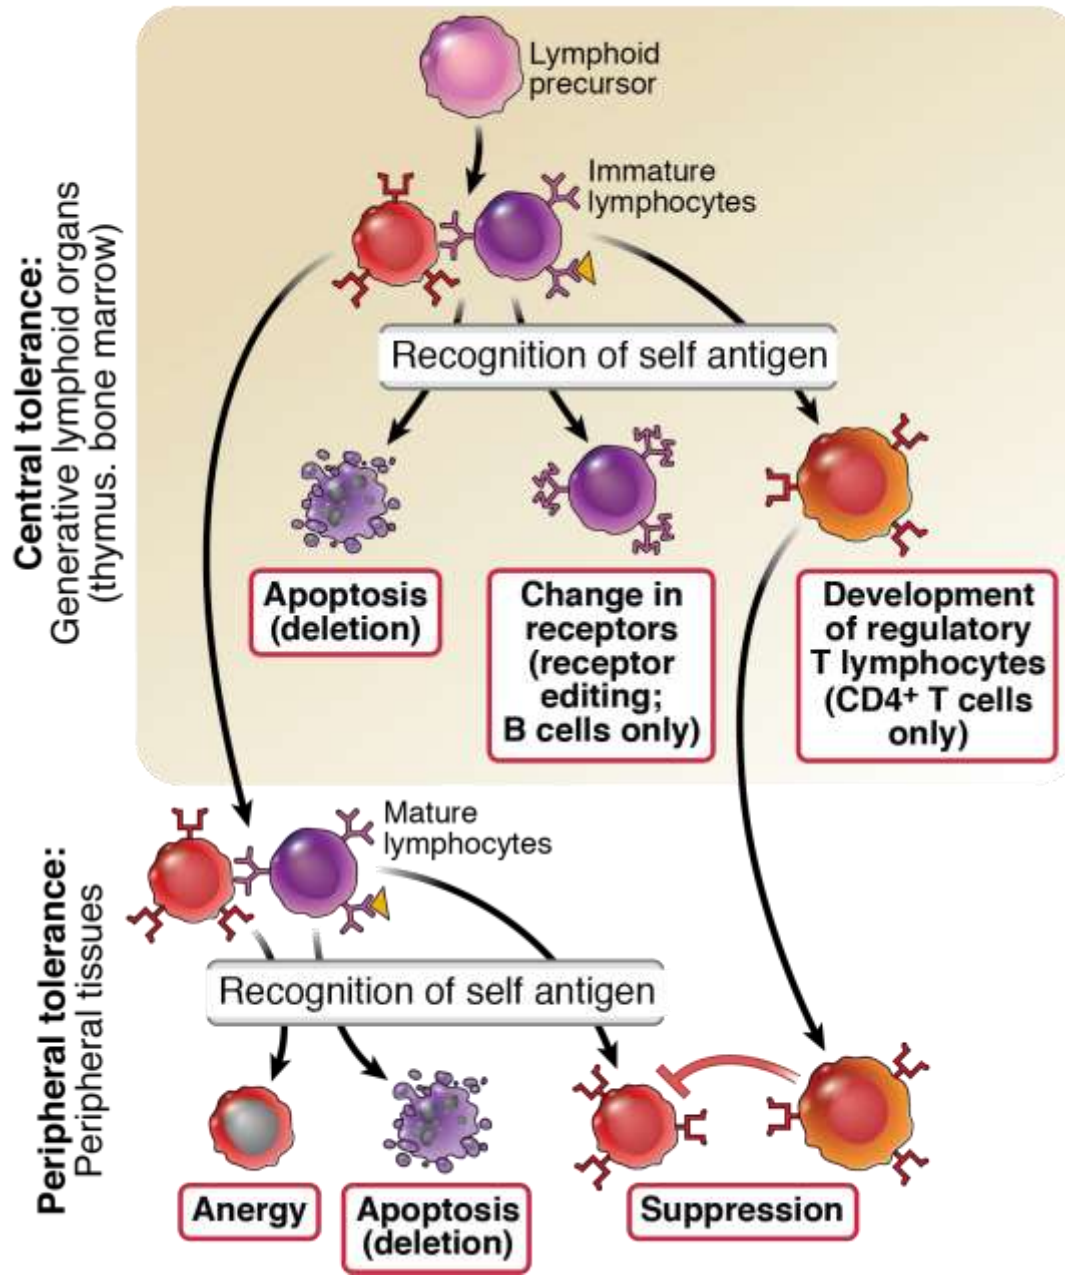 Lymphoid
precursor
Immature
lymphocytes
Central tolerance:
Generative lymphoid organs
(thymus. bone marrow)
Recognition of self antigen
Apoptosis
(deletion)
Change in
receptors
(receptor
editing;
B cells only)
Development
of regulatory
T lymphocytes
(CD4⁺ T cells
only)
Mature
lymphocytes
Peripheral tolerance:
Peripheral tissues
Recognition of self antigen
Anergy
Apoptosis
(deletion)
Suppression